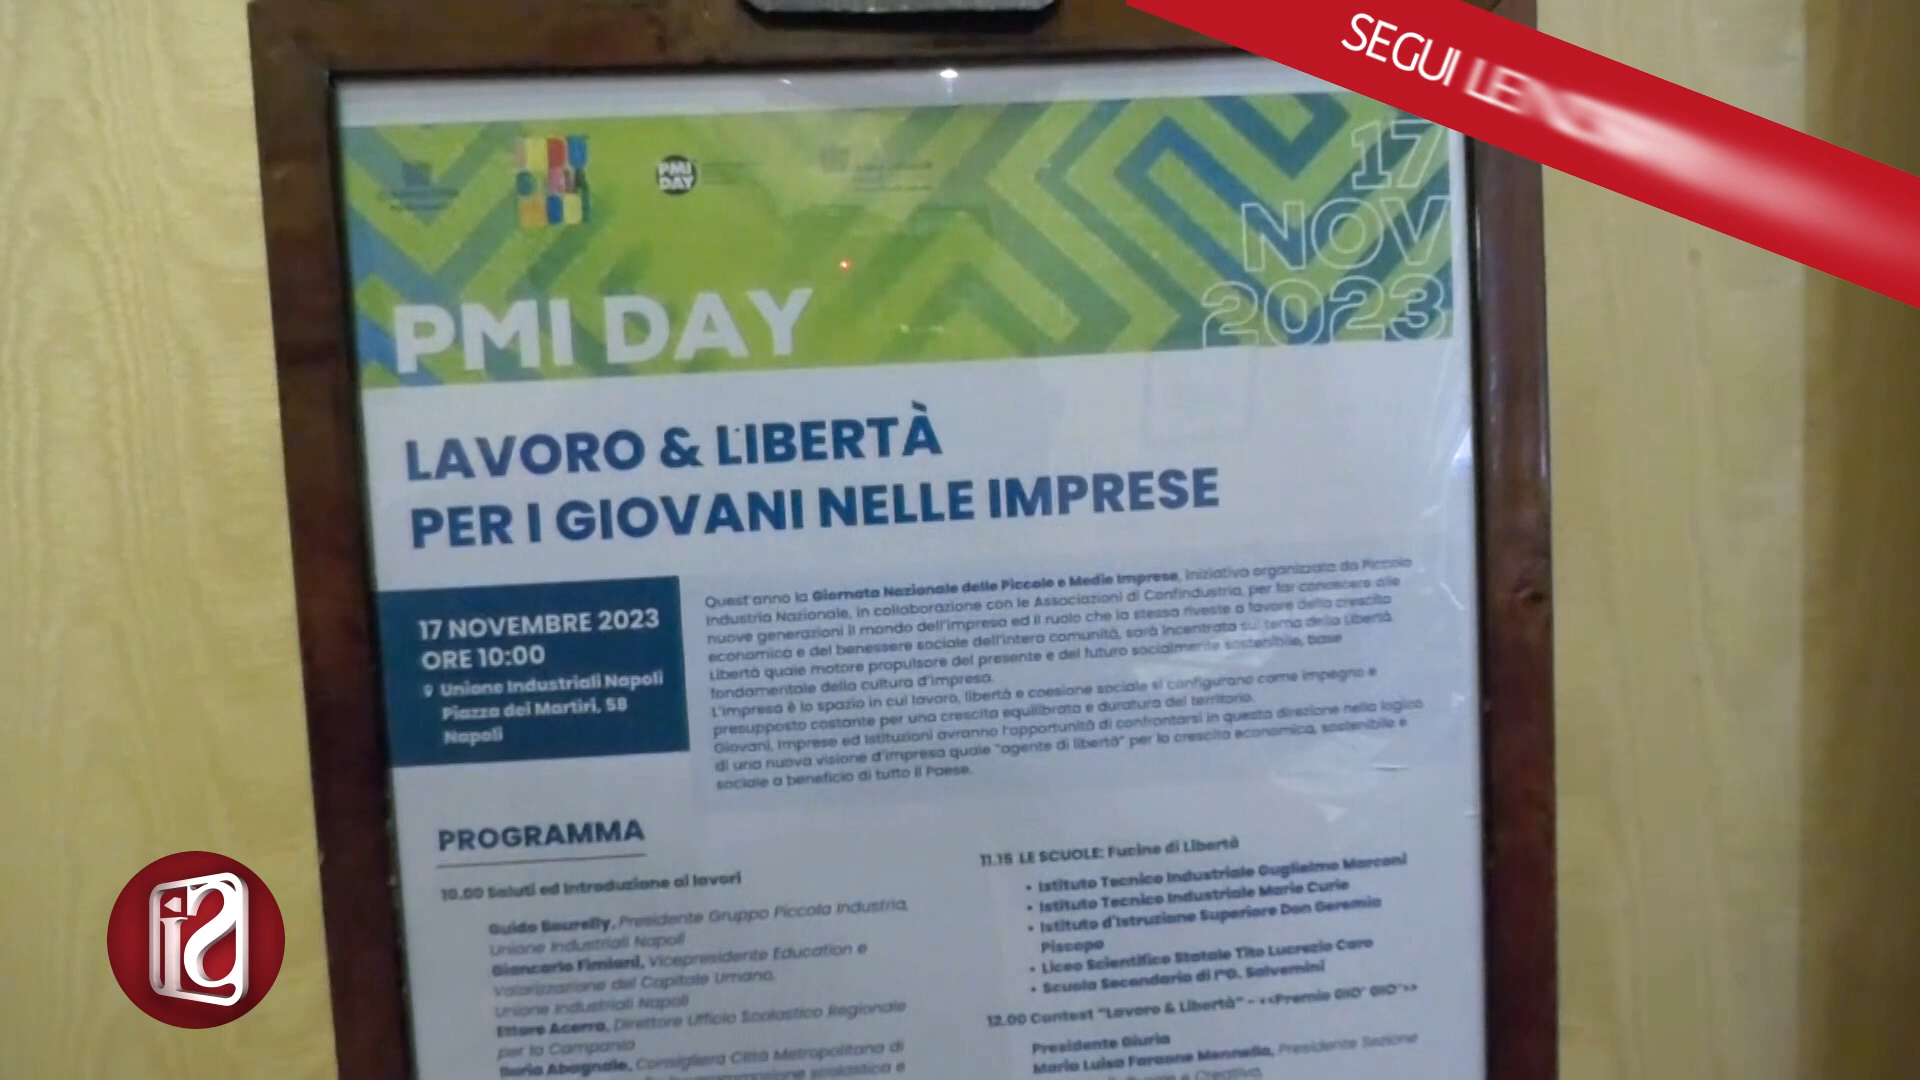 SEGUI
PMI
DAY
17
NOV
2023
PMI DAY
LAVORO & LIBERTÀ
PER I GIOVANI NELLE IMPRESE
17 NOVEMBRE 2023
ORE 10:00
Unione Industriali Napoli
Piazza dei Martiri, 58
Napoli
Quest'anno la Giornata Nazionale delle Piccole e Medie Imprese, iniziativa organizzata da Piccola
Industria Nazionale, in collaborazione con le Associazioni di Confindustria, per far conoscere alle
nuove generazioni il mondo dell'impresa ed il ruolo che la stessa riveste a favore della crescita
economica e del benessere sociale dell'intera comunità, sarà incentrata sul tema della Libertà.
Libertà quale motore propulsore del presente e del futuro socialmente sostenibile, base
fondamentale della cultura d'impresa.
L'impresa è lo spazio in cui lavoro, libertà e coesione sociale si configurano come impegno e
presupposto costante per una crescita equilibrata e duratura del territorio.
Giovani, Imprese ed Istituzioni avranno l'opportunità di confrontarsi in questa direzione nella logica
di una nuova visione d'impresa quale "agente di libertà" per la crescita economica, sostenibile e
sociale a beneficio di tutto il Paese.
PROGRAMMA
10.00 Saluti ed Introduzione ai lavori
Guido Bourelly, Presidente Gruppo Piccola Industria,
Unione Industriali Napoli
Giancarlo Fimiani, Vicepresidente Education e
Valorizzazione del Capitale Umano,
Unione Industriali Napoli
Ettore Acerra, Direttore Ufficio Scolastico Regionale
per la Campania
Ilaria Abagnale, Consigliera Città Metropolitana di
scolastica e
11.15 LE SCUOLE: Fucine di Libertà
• Istituto Tecnico Industriale Guglielmo Marconi
• Istituto Tecnico Industriale Marie Curie
• Istituto d'Istruzione Superiore Don Geremia
Piscopo
• Liceo Scientifico Statale Tito Lucrezio Caro
• Scuola Secondaria di I°G. Salvemini
12.00 Contest "Lavoro & Libertà" - <<Premio GIO' GIO'>>
Presidente Giuria
Maria Luisa Faraone Mennella, Presidente Sezione
e Creativa,